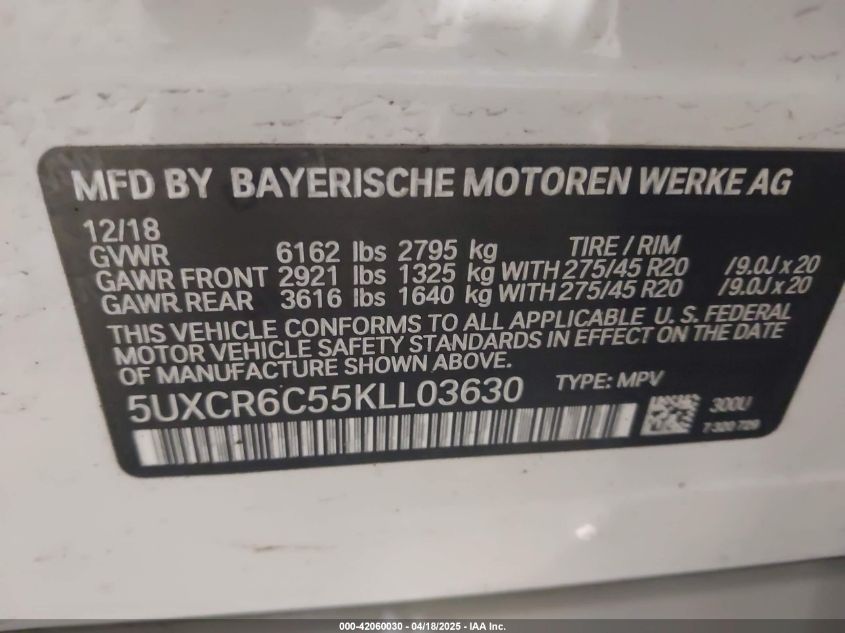 MFD BY BAYERISCHE MOTOREN WERKE AG
12/18
GVWR 6162 lbs 2795 kg TIRE / RIM
GAWR FRONT 2921 lbs 1325 kg WITH 275/45 R20 /9.0J x 20
GAWR REAR 3616 lbs 1640 kg WITH 275/45 R20 /9.0J x 20
THIS VEHICLE CONFORMS TO ALL APPLICABLE U. S. FEDERAL
MOTOR VEHICLE SAFETY STANDARDS IN EFFECT ON THE DATE
OF MANUFACTURE SHOWN ABOVE.
5UXCR6C55KLL03630 TYPE: MPV
300U
7 320 729
000-42060030 - 04/18/2025 - IAA Inc.